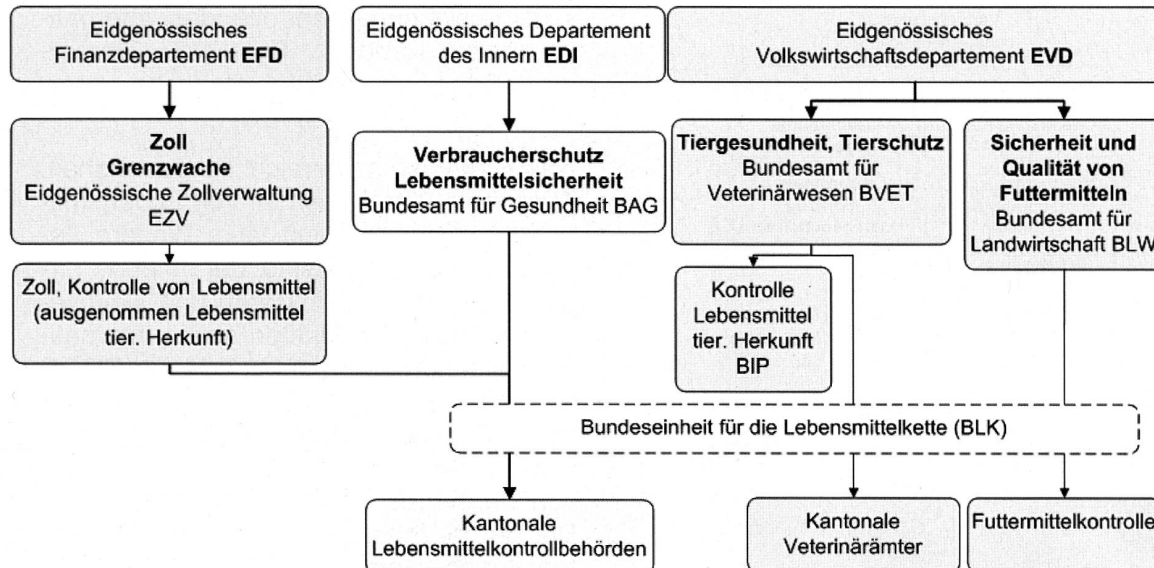 Eidgenössisches
Finanzdepartement EFD
Eidgenössisches Departement
des Innern EDI
Eidgenössisches
Volkswirtschaftsdepartement EVD
Zoll
Grenzwache
Eidgenössische Zollverwaltung
EZV
Verbraucherschutz
Lebensmittelsicherheit
Bundesamt für Gesundheit BAG
Tiergesundheit, Tierschutz
Bundesamt für
Veterinärwesen BVET
Sicherheit und
Qualität von
Futtermitteln
Bundesamt für
Landwirtschaft BLW
Zoll, Kontrolle von Lebensmittel
(ausgenommen Lebensmittel
tier. Herkunft)
Kontrolle
Lebensmittel
tier. Herkunft
BIP
Bundeseinheit für die Lebensmittelkette (BLK)
Kantonale
Lebensmittelkontrollbehörden
Kantonale
Veterinärämter
Futtermittelkontrolle